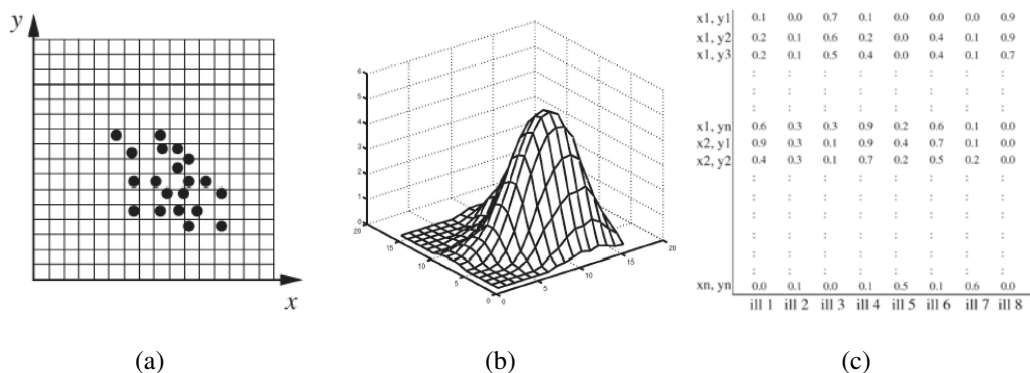 y
x
(a)
6
5
4
3
2
1
0
20
15
10
5
0
0
5
10
15
20
(b)
x1, y1 0.1 0.0 0.7 0.1 0.0 0.0 0.0 0.9
x1, y2 0.2 0.1 0.6 0.2 0.0 0.4 0.1 0.9
x1, y3 0.2 0.1 0.5 0.4 0.0 0.4 0.1 0.7
: : : : : : : :
: : : : : : : :
x1, yn 0.6 0.3 0.3 0.9 0.2 0.6 0.1 0.0
x2, y1 0.9 0.3 0.1 0.9 0.4 0.7 0.1 0.0
x2, y2 0.4 0.3 0.1 0.7 0.2 0.5 0.2 0.0
: : : : : : : :
: : : : : : : :
: : : : : : : :
: : : : : : : :
xn, yn 0.0 0.1 0.0 0.1 0.5 0.1 0.6 0.0
ill 1 ill 2 ill 3 ill 4 ill 5 ill 6 ill 7 ill 8
(c)